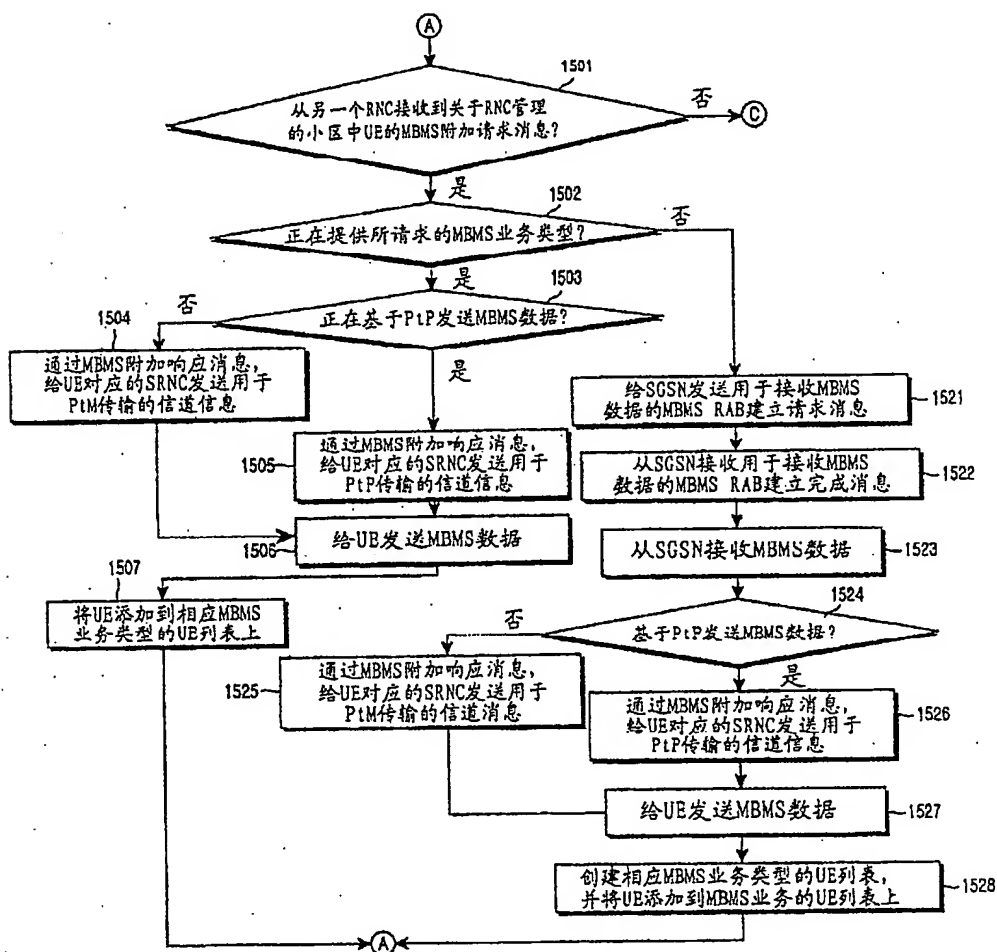 A
1501
从另一个RNC接收到关于RNC管理
的小区中UE的MBMS附加请求消息?
否
C
是
1502
正在提供所请求的MBMS业务类型?
否
是
1503
正在基于PtP发送MBMS数据?
否
是
1504
通过MBMS附加响应消息,
给UE对应的SRNC发送用于
PtM传输的信道信息
1505
通过MBMS附加响应消息,
给UE对应的SRNC发送用于
PtP传输的信道信息
1506
给UE发送MBMS数据
1507
将UE添加到相应MBMS
业务类型的UE列表上
给SGSN发送用于接收MBMS
数据的MBMS RAB建立请求消息
1521
从SGSN接收用于接收MBMS
数据的MBMS RAB建立完成消息
1522
从SGSN接收MBMS数据
1523
1524
基于PtP发送MBMS数据?
否
是
1525
通过MBMS附加响应消息,
给UE对应的SRNC发送用于
PtM传输的信道消息
通过MBMS附加响应消息,
给UE对应的SRNC发送用于
PtP传输的信道信息
1526
给UE发送MBMS数据
1527
创建相应MBMS业务类型的UE列表,
并将UE添加到MBMS业务的UE列表上
1528
A